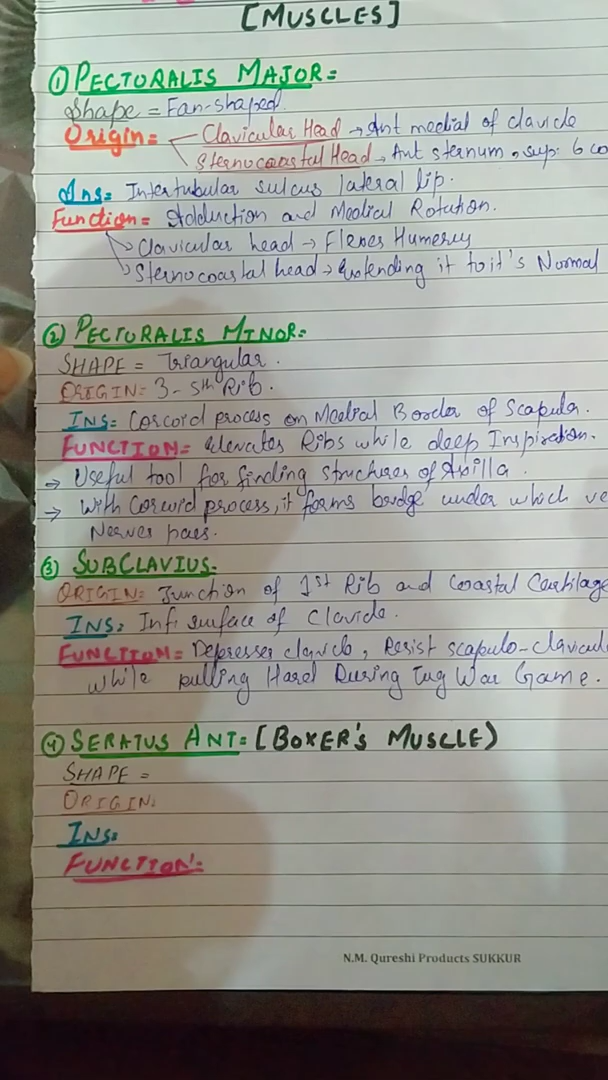 [MUSCLES]
① PECTORALIS MAJOR=
Shape = Fan-shaped.
Origin= Clavicular Head → Ant medial of clavicle
Sternocoastal Head → Ant sternum, sup. 6 co
Ins= Intertubular sulcus lateral lip.
Function= Adduction and Medial Rotation.
Clavicular head → Flexes Humerus
Sternocoastal head → Extending it to it's Normal
② PECTORALIS MINOR=
SHAPE = Triangular.
ORIGIN= 3-5th Rib.
INS= Corcoid process on Medial Border of Scapula.
FUNCTION= elevates Ribs while deep Inspiration.
→ Useful tool for finding structures of Axilla.
→ With Corcoid process, it forms bridge under which ve
Nerves pass.
③ SUBCLAVIUS=
ORIGIN= Junction of 1st Rib and Coastal Cartilage
INS= Inf. surface of Clavicle.
FUNCTION= Depresses clavicle, Resist scapulo-clavicul
while pulling Hard During Tug War Game.
④ SERATUS ANT= [BOXER'S MUSCLE)
SHAPE =
ORIGIN=
INS=
FUNCTION=
N.M. Qureshi Products SUKKUR